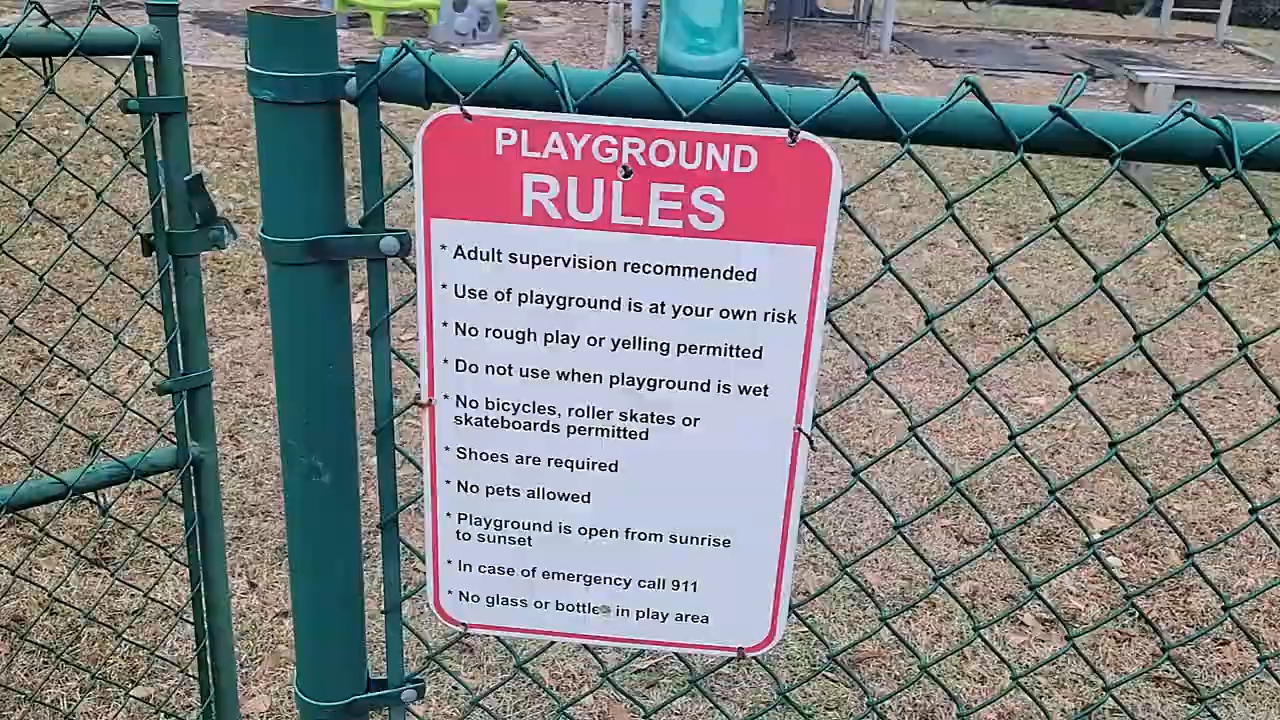 PLAYGROUND
RULES
* Adult supervision recommended
* Use of playground is at your own risk
* No rough play or yelling permitted
* Do not use when playground is wet
* No bicycles, roller skates or
skateboards permitted
* Shoes are required
* No pets allowed
* Playground is open from sunrise
to sunset
* In case of emergency call 911
* No glass or bottles in play area